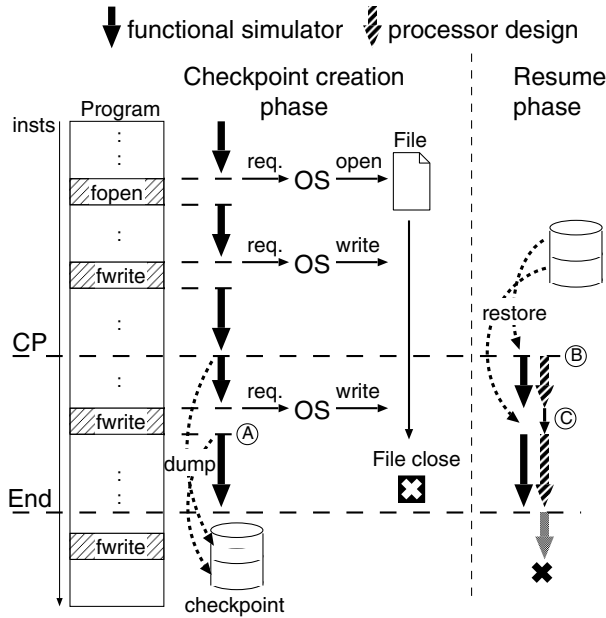 functional simulator
processor design
Checkpoint creation
phase
Resume
phase
Program
insts
File
:
:
req.
OS
open
fopen
:
req.
OS
write
fwrite
:
restore
CP
B
:
req.
OS
write
C
fwrite
A
dump
File close
:
:
End
fwrite
checkpoint